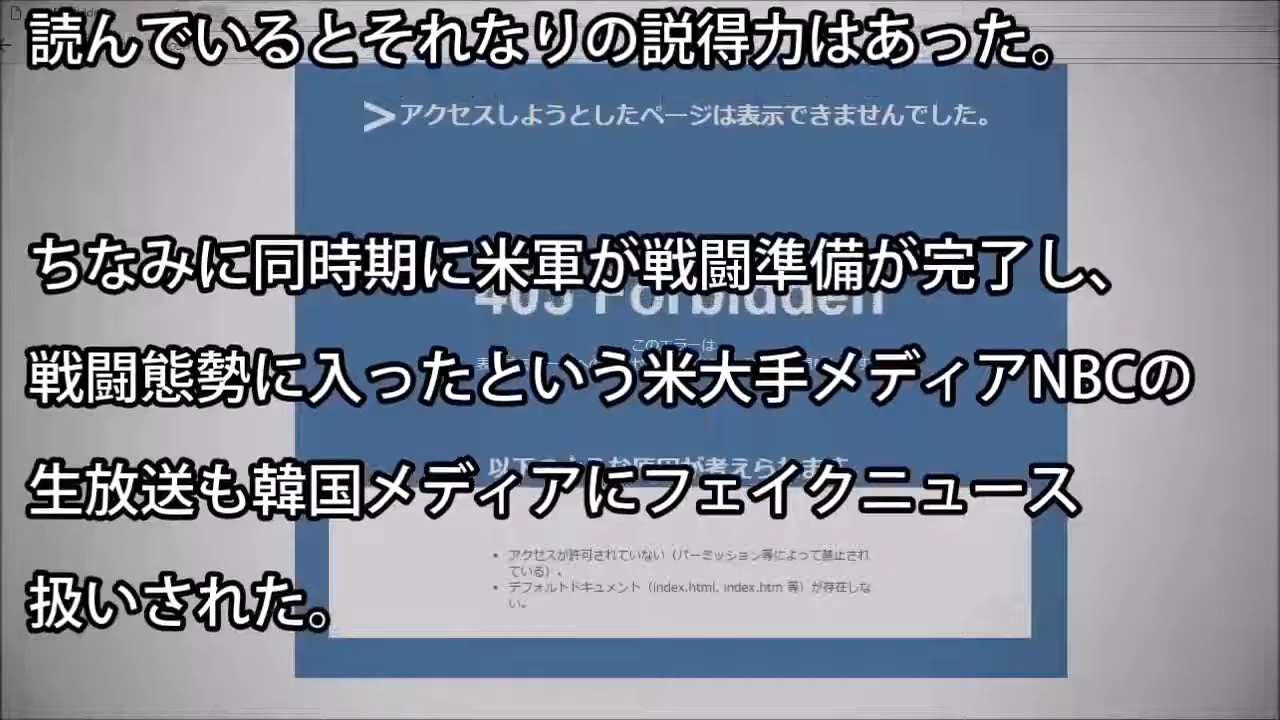 読んでいるとそれなりの説得力はあった。
>アクセスしようとしたページは表示できませんでした。
ちなみに同時期に米軍が戦闘準備が完了し、
403 Forbidden
このエラーは、
戦闘態勢に入ったという米大手メディアNBCの
生放送も韓国メディアにフェイクニュース
・アクセスが許可されていない（パーミッション等によって禁止され
ている）。
・デフォルトドキュメント（index.html, index.htm 等）が存在しな
い。
扱いされた。